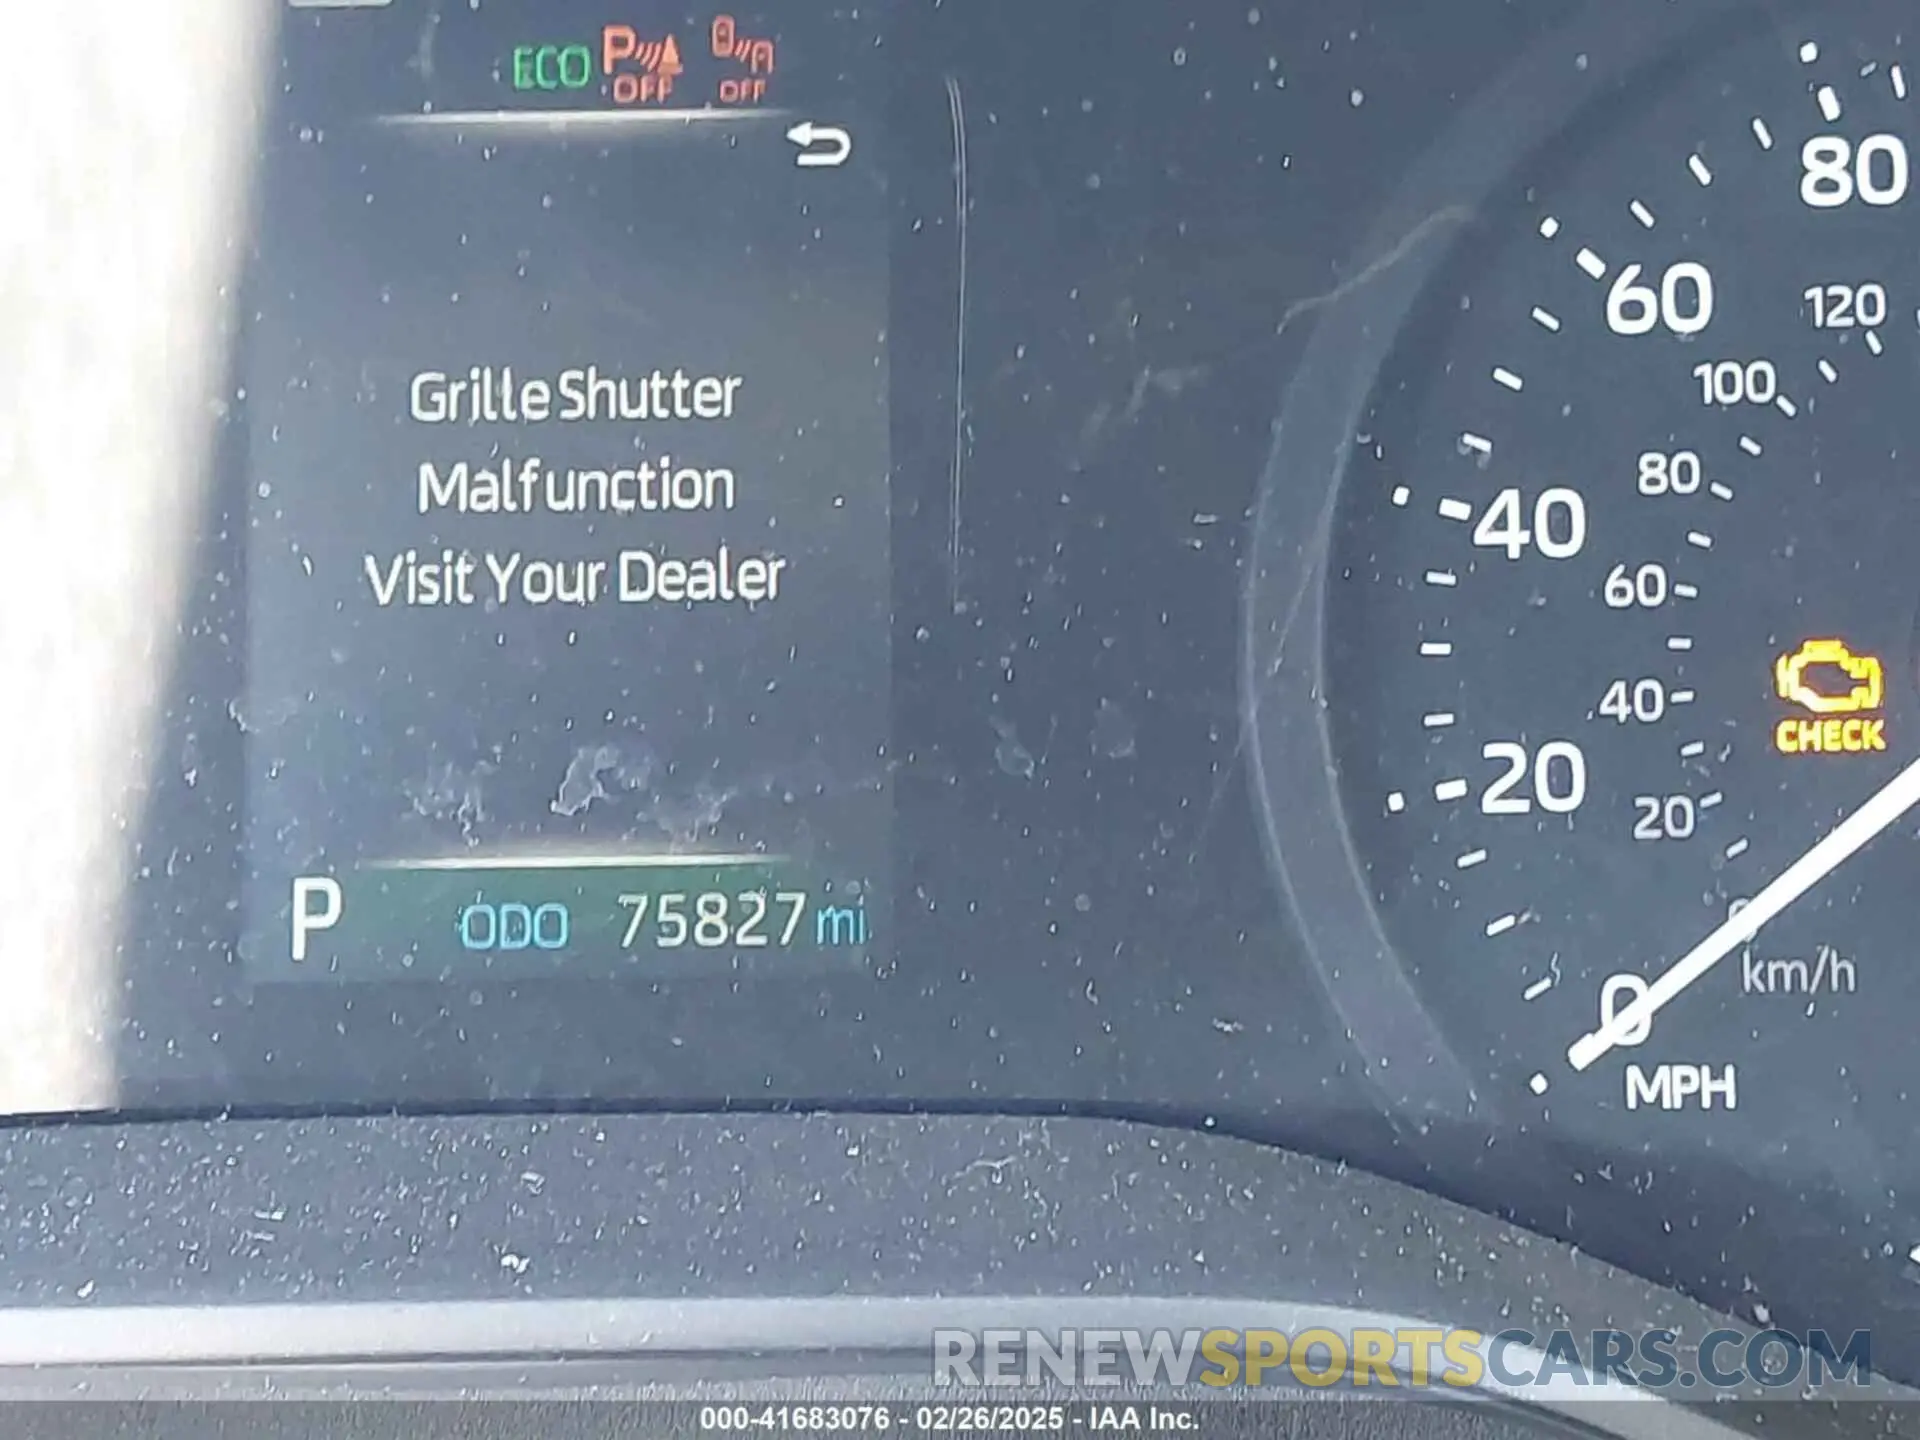 ECO P OFF OFF
Grille Shutter
Malfunction
Visit Your Dealer
P ODO 75827 mi
80
60
120
100
40
80
60
40
CHECK
20
20
0
km/h
0
MPH
RENEWSPORTSCARS.COM
000-41683076 - 02/26/2025 - IAA Inc.